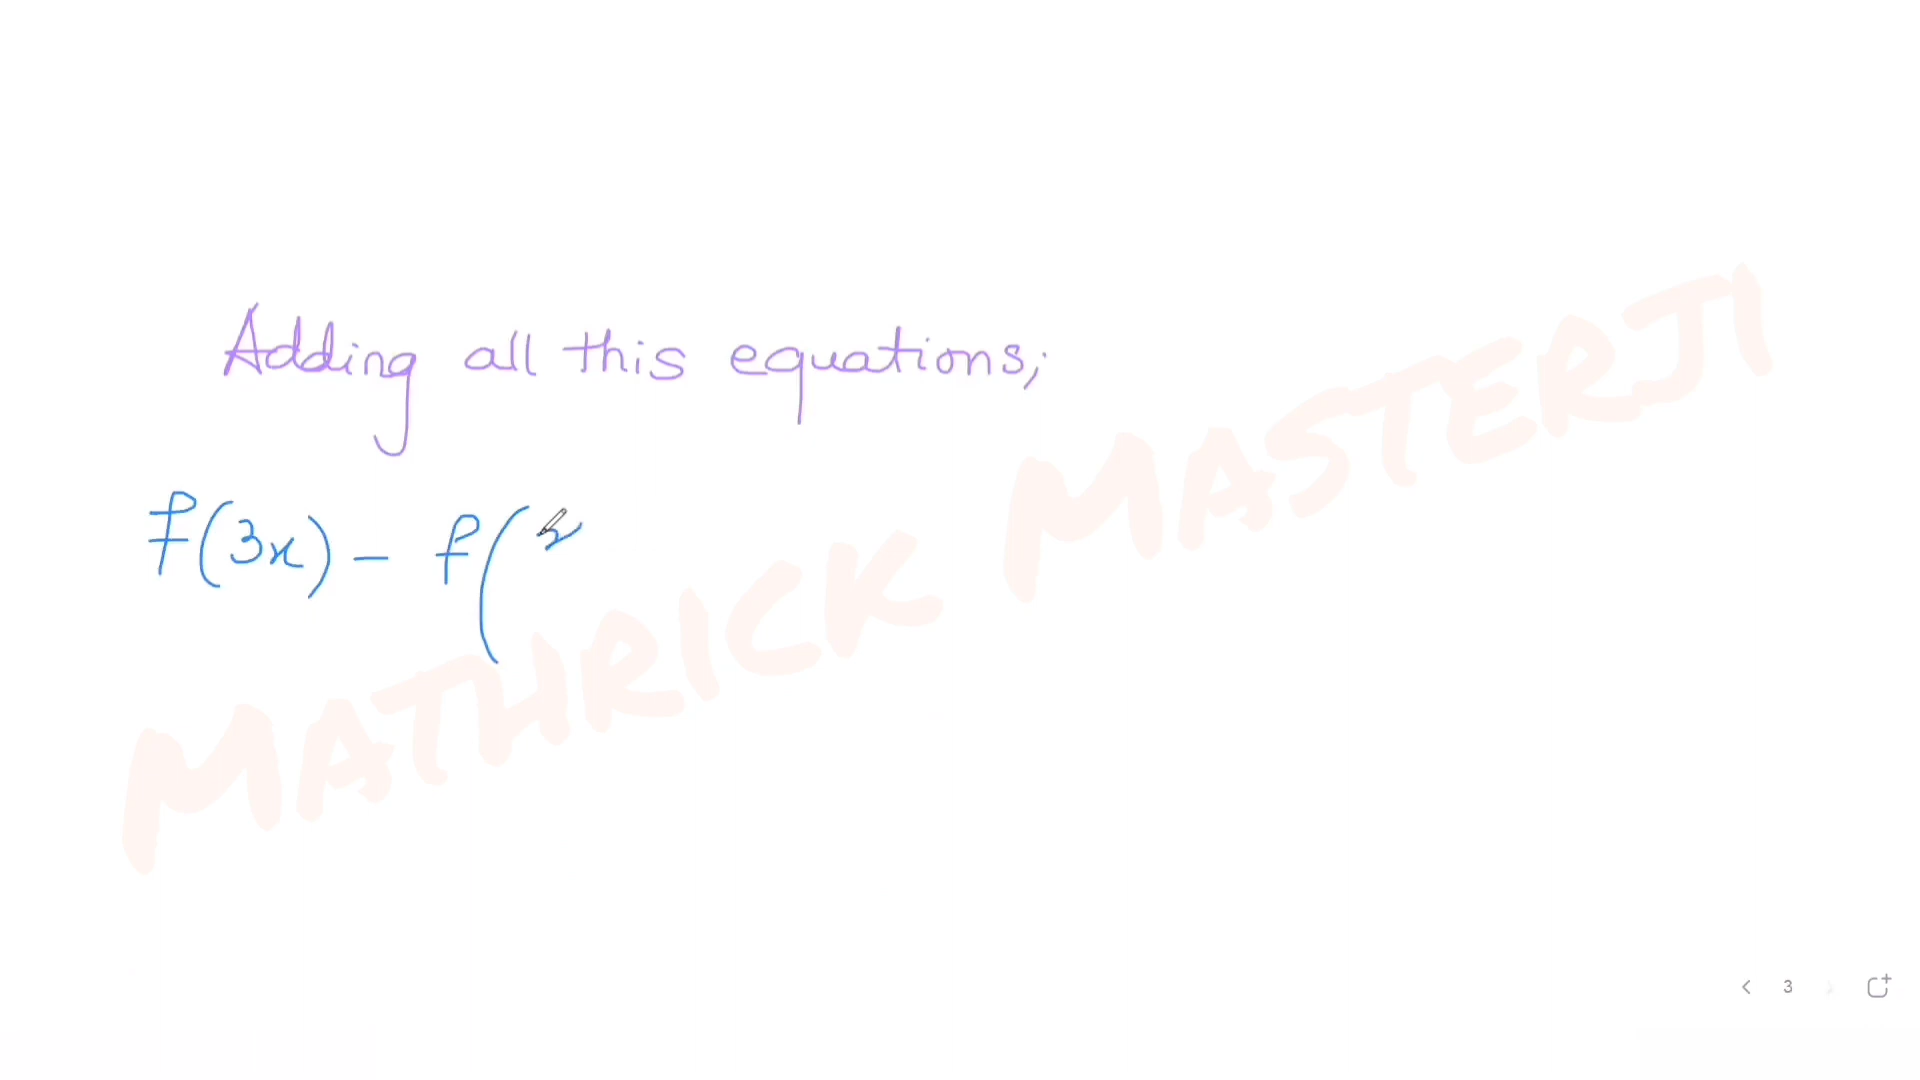 Adding all this equations;
f(3x) - f(x
MATHRICK MASTERJI
3